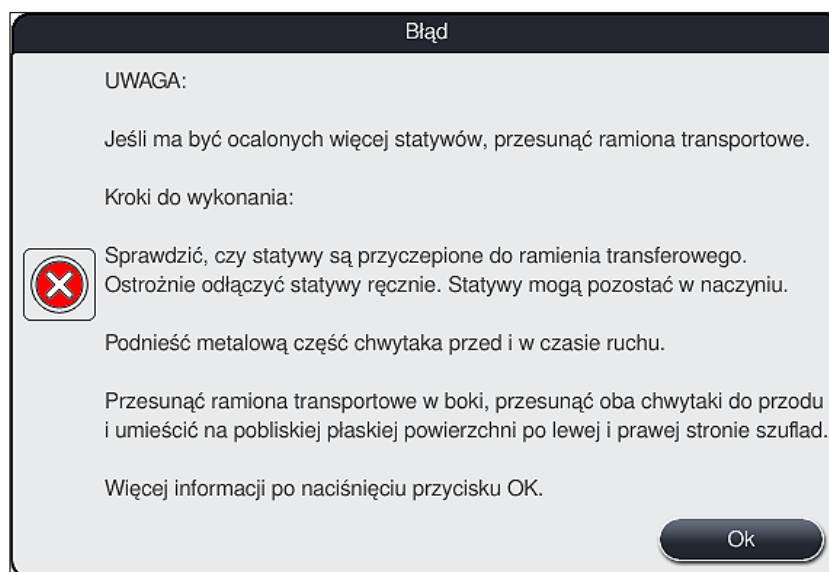 Błąd
UWAGA:
Jeśli ma być ocalonych więcej statywów, przesunąć ramiona transportowe.
Kroki do wykonania:
Sprawdzić, czy statywy są przyczepione do ramienia transferowego.
Ostrożnie odłączyć statywy ręcznie. Statywy mogą pozostać w naczyniu.
Podnieść metalową część chwytaka przed i w czasie ruchu.
Przesunąć ramiona transportowe w boki, przesunąć oba chwytaki do przodu
i umieścić na pobliskiej płaskiej powierzchni po lewej i prawej stronie szuflad.
Więcej informacji po naciśnięciu przycisku OK.
Ok